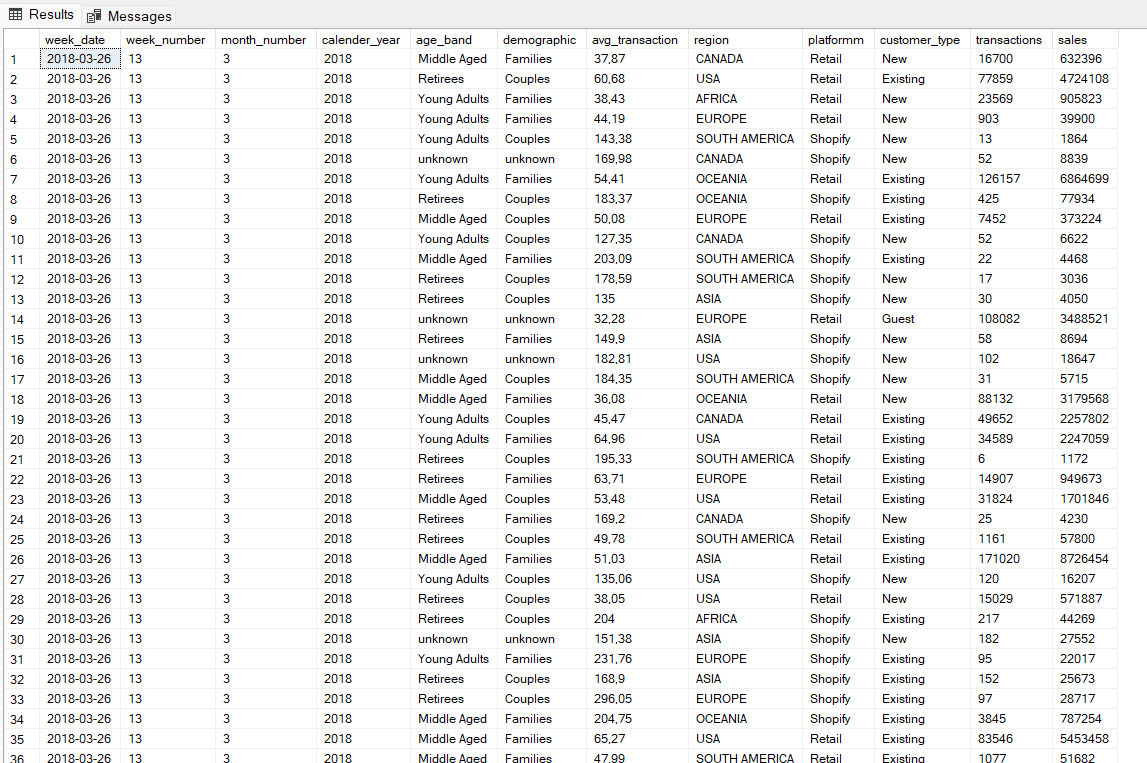 Results Messages
week_date week_number month_number calender_year age_band demographic avg_transaction region platformm customer_type transactions sales
1 2018-03-26 13 3 2018 Middle Aged Families 37,87 CANADA Retail New 16700 632396
2 2018-03-26 13 3 2018 Retirees Couples 60,68 USA Retail Existing 77859 4724108
3 2018-03-26 13 3 2018 Young Adults Families 38,43 AFRICA Retail New 23569 905823
4 2018-03-26 13 3 2018 Young Adults Families 44,19 EUROPE Retail New 903 39900
5 2018-03-26 13 3 2018 Young Adults Couples 143,38 SOUTH AMERICA Shopify New 13 1864
6 2018-03-26 13 3 2018 unknown unknown 169,98 CANADA Shopify New 52 8839
7 2018-03-26 13 3 2018 Young Adults Families 54,41 OCEANIA Retail Existing 126157 6864699
8 2018-03-26 13 3 2018 Retirees Couples 183,37 OCEANIA Shopify Existing 425 77934
9 2018-03-26 13 3 2018 Middle Aged Couples 50,08 EUROPE Retail Existing 7452 373224
10 2018-03-26 13 3 2018 Young Adults Couples 127,35 CANADA Shopify New 52 6622
11 2018-03-26 13 3 2018 Middle Aged Families 203,09 SOUTH AMERICA Shopify Existing 22 4468
12 2018-03-26 13 3 2018 Retirees Couples 178,59 SOUTH AMERICA Shopify New 17 3036
13 2018-03-26 13 3 2018 Retirees Couples 135 ASIA Shopify New 30 4050
14 2018-03-26 13 3 2018 unknown unknown 32,28 EUROPE Retail Guest 108082 3488521
15 2018-03-26 13 3 2018 Retirees Families 149,9 ASIA Shopify New 58 8694
16 2018-03-26 13 3 2018 unknown unknown 182,81 USA Shopify New 102 18647
17 2018-03-26 13 3 2018 Middle Aged Couples 184,35 SOUTH AMERICA Shopify New 31 5715
18 2018-03-26 13 3 2018 Middle Aged Families 36,08 OCEANIA Retail New 88132 3179568
19 2018-03-26 13 3 2018 Young Adults Couples 45,47 CANADA Retail Existing 49652 2257802
20 2018-03-26 13 3 2018 Young Adults Families 64,96 USA Retail Existing 34589 2247059
21 2018-03-26 13 3 2018 Retirees Couples 195,33 SOUTH AMERICA Shopify Existing 6 1172
22 2018-03-26 13 3 2018 Retirees Families 63,71 EUROPE Retail Existing 14907 949673
23 2018-03-26 13 3 2018 Middle Aged Couples 53,48 USA Retail Existing 31824 1701846
24 2018-03-26 13 3 2018 Retirees Families 169,2 CANADA Shopify New 25 4230
25 2018-03-26 13 3 2018 Retirees Couples 49,78 SOUTH AMERICA Retail Existing 1161 57800
26 2018-03-26 13 3 2018 Middle Aged Families 51,03 ASIA Retail Existing 171020 8726454
27 2018-03-26 13 3 2018 Young Adults Couples 135,06 USA Shopify New 120 16207
28 2018-03-26 13 3 2018 Retirees Couples 38,05 USA Retail New 15029 571887
29 2018-03-26 13 3 2018 Retirees Couples 204 AFRICA Shopify Existing 217 44269
30 2018-03-26 13 3 2018 unknown unknown 151,38 ASIA Shopify New 182 27552
31 2018-03-26 13 3 2018 Young Adults Families 231,76 EUROPE Shopify Existing 95 22017
32 2018-03-26 13 3 2018 Retirees Couples 168,9 ASIA Shopify Existing 152 25673
33 2018-03-26 13 3 2018 Retirees Couples 296,05 EUROPE Shopify Existing 97 28717
34 2018-03-26 13 3 2018 Middle Aged Families 204,75 OCEANIA Shopify Existing 3845 787254
35 2018-03-26 13 3 2018 Middle Aged Families 65,27 USA Retail Existing 83546 5453458
36 2018-03-26 13 3 2018 Middle Aged Families 47,99 SOUTH AMERICA Retail Existing 1077 51682